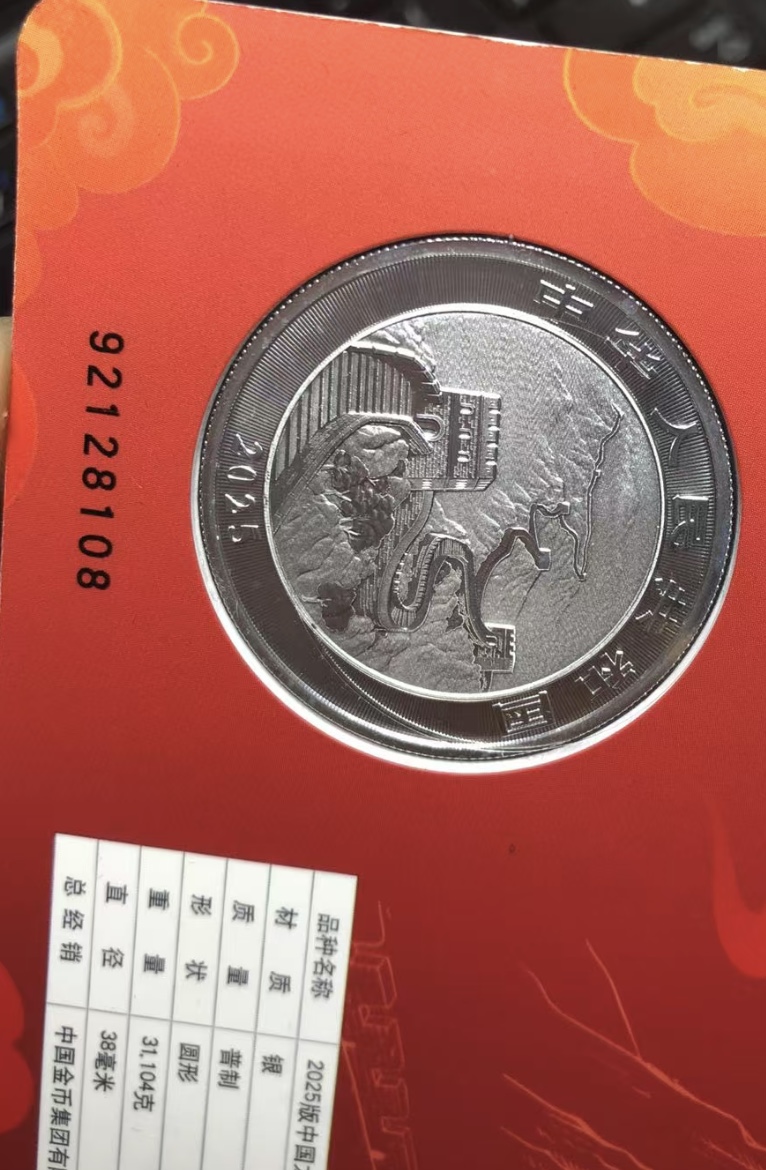 中华人民共和国
2025
92128108
品种名称 2025版中国
材质 银
质量 普制
形状 圆形
重量 31,104克
直径 38毫米
总经销 中国金币集团有